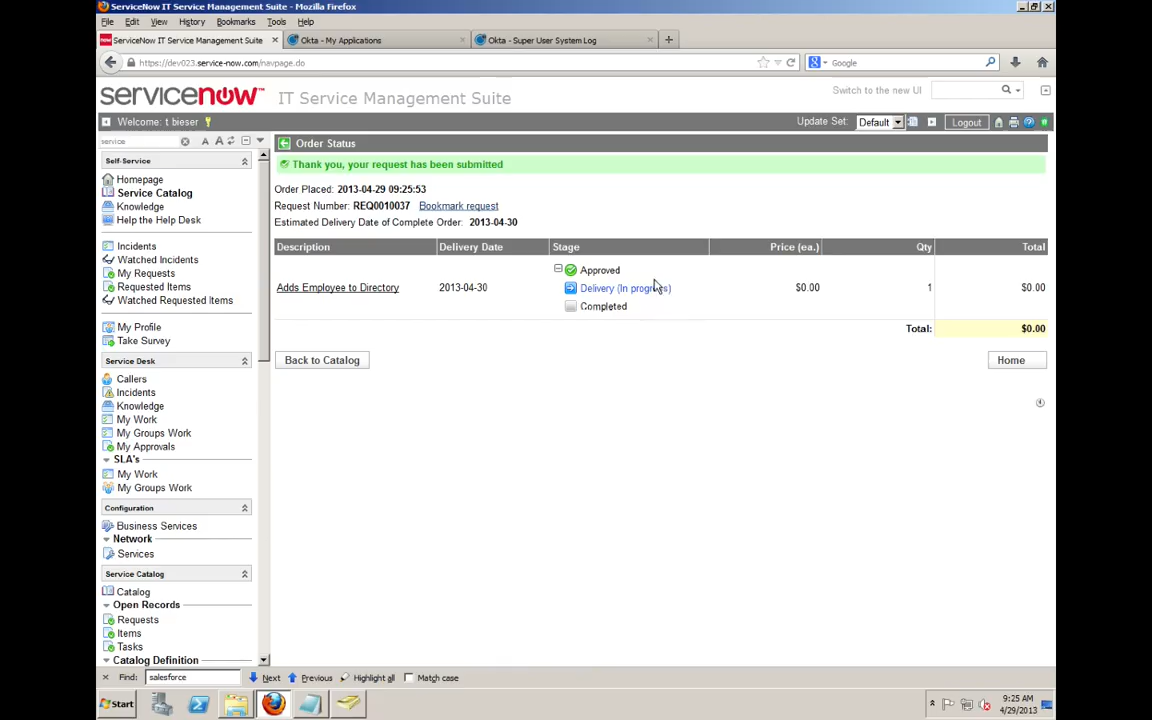 ServiceNow IT Service Management Suite - Mozilla Firefox
File Edit View History Bookmarks Tools Help
ServiceNow IT Service Management Suite × Okta - My Applications × Okta - Super User System Log × +
https://dev023.service-now.com/navpage.do Google
servicenow™ IT Service Management Suite Switch to the new UI
Welcome: t bieser Update Set: Default Logout
service A A
Self-Service
Homepage
Service Catalog
Knowledge
Help the Help Desk
Incidents
Watched Incidents
My Requests
Requested Items
Watched Requested Items
My Profile
Take Survey
Service Desk
Callers
Incidents
Knowledge
My Work
My Groups Work
My Approvals
SLA's
My Work
My Groups Work
Configuration
Business Services
Network
Services
Service Catalog
Catalog
Open Records
Requests
Items
Tasks
Catalog Definition
Order Status
Thank you, your request has been submitted
Order Placed: 2013-04-29 09:25:53
Request Number: REQ0010037 Bookmark request
Estimated Delivery Date of Complete Order: 2013-04-30
Description Delivery Date Stage Price (ea.) Qty Total
Approved
Adds Employee to Directory 2013-04-30 Delivery (In progress) $0.00 1 $0.00
Completed
Total: $0.00
Back to Catalog Home
× Find: salesforce Next Previous Highlight all Match case
Start 9:25 AM
4/29/2013